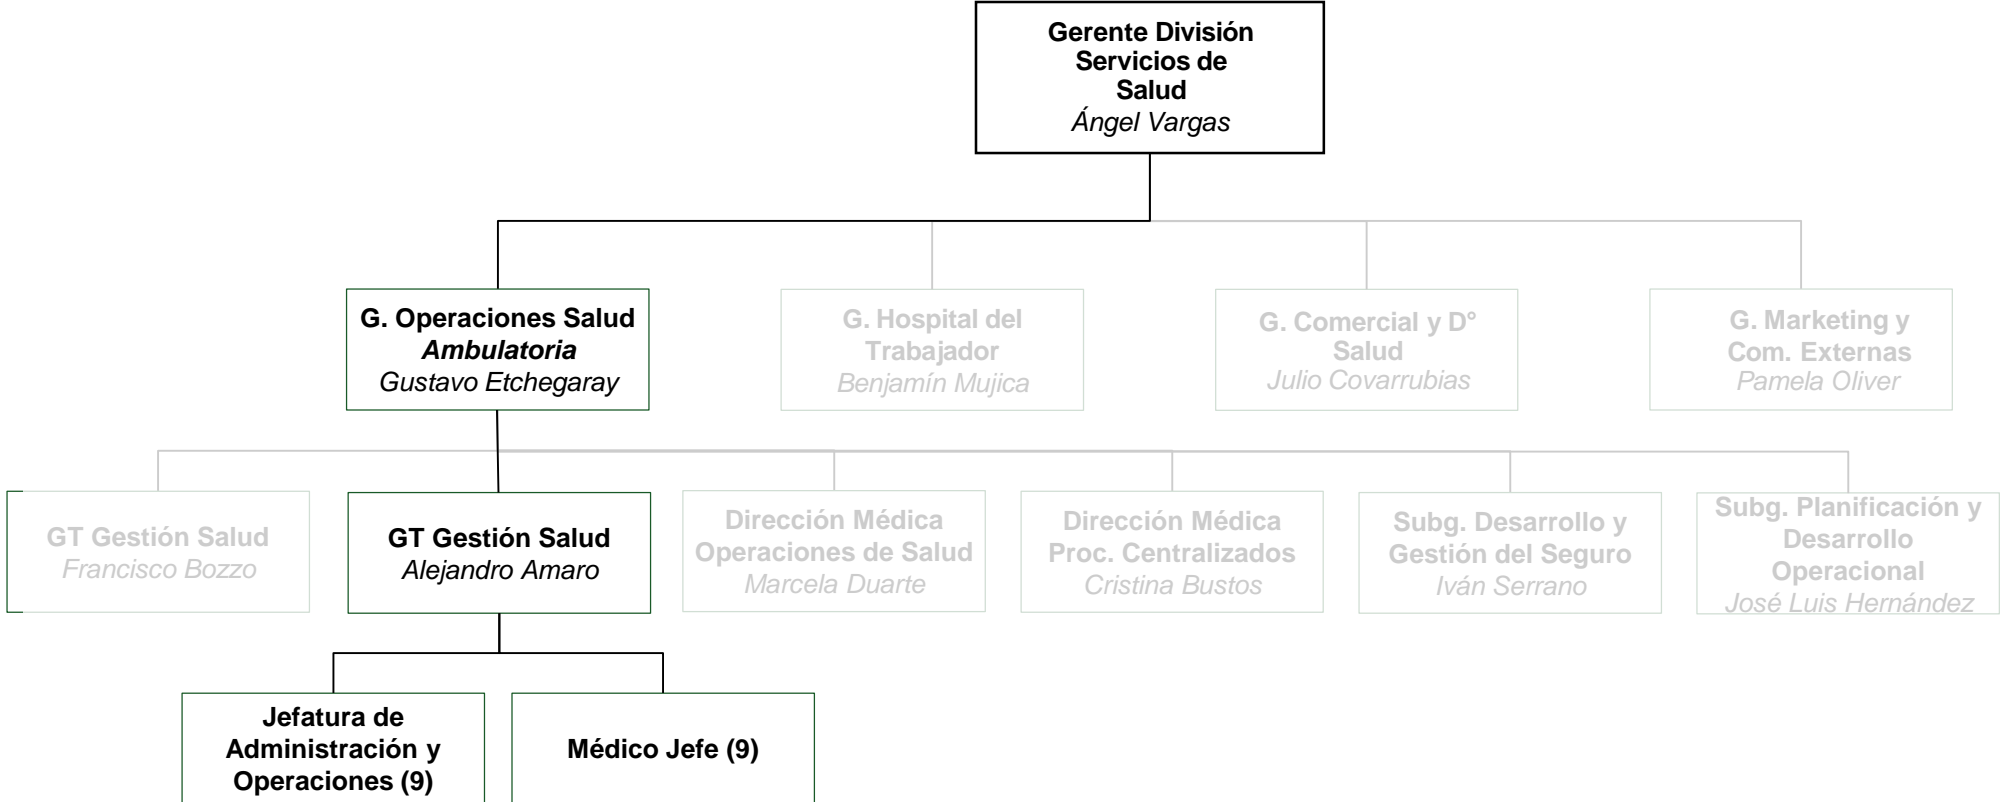 Gerente División
Servicios de
Salud
Ángel Vargas
G. Operaciones Salud
Ambulatoria
Gustavo Etchegaray
G. Hospital del
Trabajador
Benjamín Mujica
G. Comercial y D°
Salud
Julio Covarrubias
G. Marketing y
Com. Externas
Pamela Oliver
GT Gestión Salud
Francisco Bozzo
GT Gestión Salud
Alejandro Amaro
Dirección Médica
Operaciones de Salud
Marcela Duarte
Dirección Médica
Proc. Centralizados
Cristina Bustos
Subg. Desarrollo y
Gestión del Seguro
Iván Serrano
Subg. Planificación y
Desarrollo
Operacional
José Luis Hernández
Jefatura de
Administración y
Operaciones (9)
Médico Jefe (9)